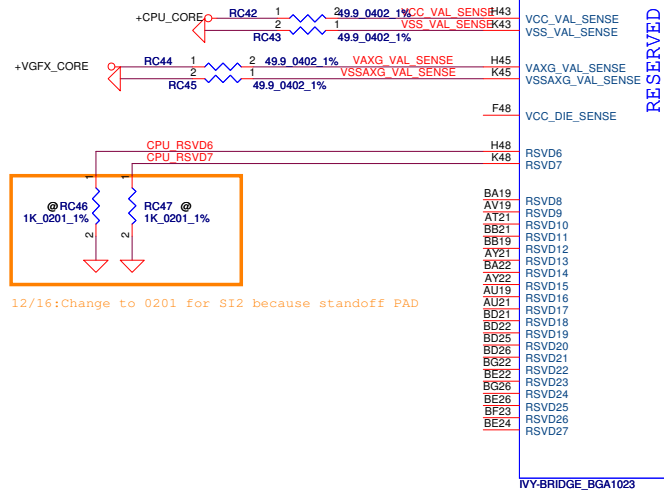 +CPU_CORE RC42 1 2 49.9_0402_1% VCC_VAL_SENSE H43 VCC_VAL_SENSE
RC43 2 1 49.9_0402_1% VSS_VAL_SENSE K43 VSS_VAL_SENSE
+VGFX_CORE RC44 1 2 49.9_0402_1% VAXG_VAL_SENSE H45 VAXG_VAL_SENSE
RC45 2 1 49.9_0402_1% VSSAXG_VAL_SENSE K45 VSSAXG_VAL_SENSE
RESERVED
F48 VCC_DIE_SENSE
CPU_RSVD6 H48 RSVD6
CPU_RSVD7 K48 RSVD7
1 1
@RC46 RC47 @
1K_0201_1% 1K_0201_1%
2 2
12/16:Change to 0201 for SI2 because standoff PAD
BA19 RSVD8
AV19 RSVD9
AT21 RSVD10
BB21 RSVD11
BB19 RSVD12
AY21 RSVD13
BA22 RSVD14
AY22 RSVD15
AU19 RSVD16
AU21 RSVD17
BD21 RSVD18
BD22 RSVD19
BD25 RSVD20
BD26 RSVD21
BG22 RSVD22
BE22 RSVD23
BG26 RSVD24
BE26 RSVD25
BF23 RSVD26
BE24 RSVD27
IVY-BRIDGE_BGA1023